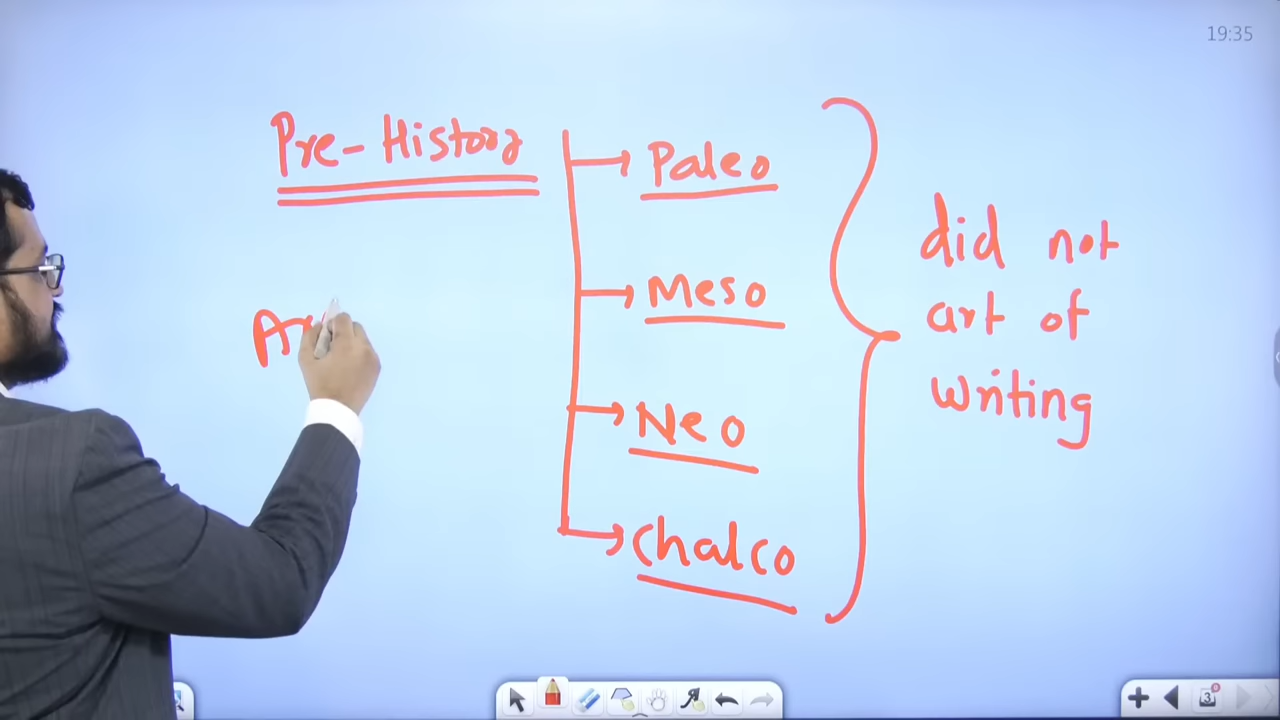 19:35
Pre-History
Paleo
Meso
Neo
Chalco
did not
art of
writing